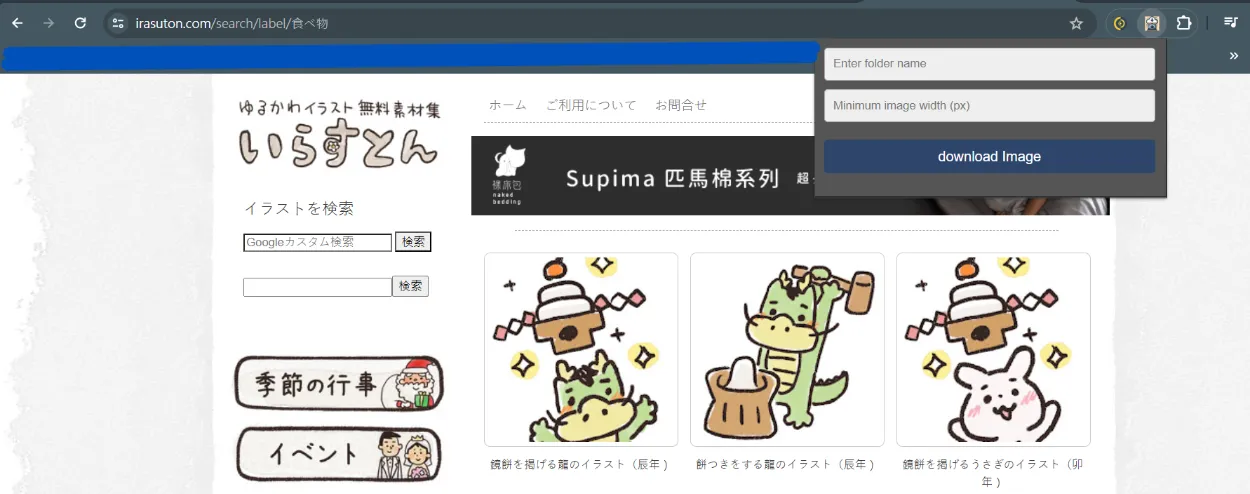 irasuton.com/search/label/食べ物
Enter folder name
Minimum image width (px)
download Image
ゆるかわイラスト 無料素材集
いらすとん
ホーム ご利用について お問合せ
裸床包
naked
bedding
Supima 匹馬棉系列 超
イラストを検索
Googleカスタム検索 検索
検索
季節の行事
イベント
鏡餅を掲げる龍のイラスト（辰年）
餅つきをする龍のイラスト（辰年）
鏡餅を掲げるうさぎのイラスト（卯
年）